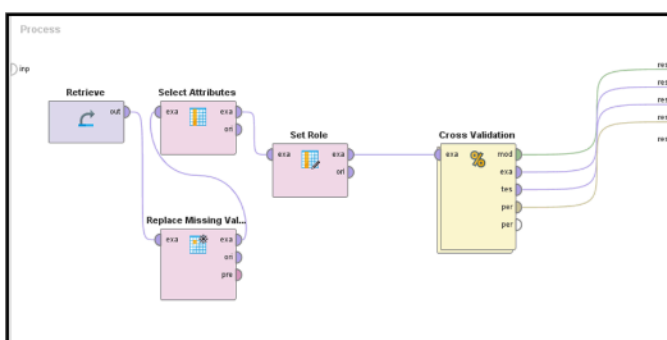 Process
inp
res
res
res
res
res
Retrieve
out
Select Attributes
exa exa
ori
Set Role
exa exa
ori
Cross Validation
exa mod
exa
tes
per
per
Replace Missing Val...
exa exa
ori
pre